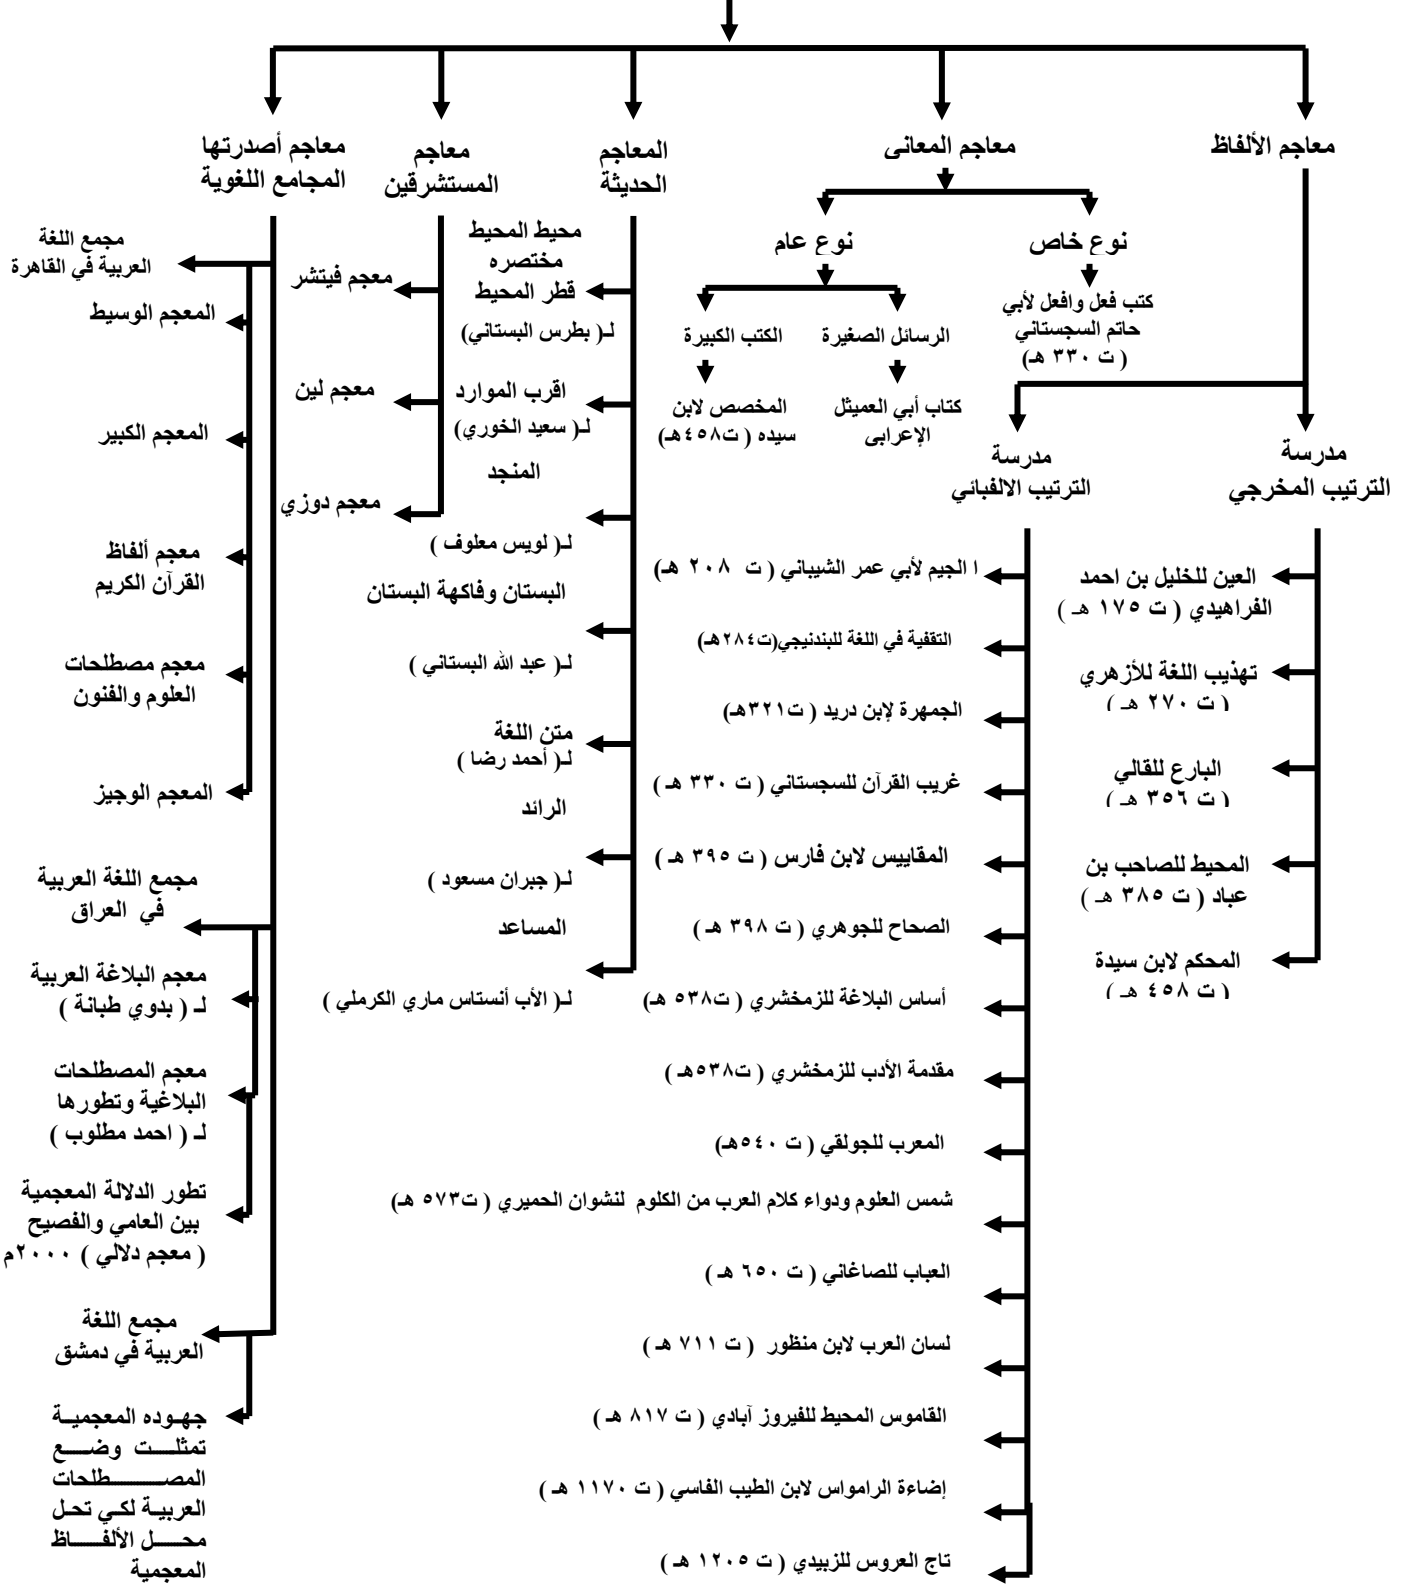 معاجم الألفاظ
معاجم المعانى
المعاجم
الحديثة
معاجم
المستشرقين
معاجم أصدرتها
المجامع اللغوية
مدرسة
الترتيب المخرجي
العين للخليل بن احمد
الفراهيدي ( ت ١٧٥ هـ )
تهذيب اللغة للأزهري
( ت ٢٧٠ هـ )
البارع للقالي
( ت ٣٥٦ هـ )
المحيط للصاحب بن
عباد ( ت ٣٨٥ هـ )
المحكم لابن سيدة
( ت ٤٥٨ هـ )
مدرسة
الترتيب الالفبائي
ا الجيم لأبي عمر الشيباني ( ت ٢٠٨ هـ)
التقفية في اللغة للبندنيجي(ت٢٨٤هـ)
الجمهرة لإبن دريد ( ت٣٢١هـ)
غريب القرآن للسجستاني ( ت ٣٣٠ هـ )
المقاييس لابن فارس ( ت ٣٩٥ هـ )
الصحاح للجوهري ( ت ٣٩٨ هـ )
أساس البلاغة للزمخشري ( ت٥٣٨ هـ)
مقدمة الأدب للزمخشري ( ت٥٣٨هـ )
المعرب للجولقي ( ت ٥٤٠هـ)
شمس العلوم ودواء كلام العرب من الكلوم لنشوان الحميري ( ت٥٧٣ هـ)
العباب للصاغاني ( ت ٦٥٠ هـ )
لسان العرب لابن منظور ( ت ٧١١ هـ )
القاموس المحيط للفيروز آبادي ( ت ٨١٧ هـ )
إضاءة الرامواس لابن الطيب الفاسي ( ت ١١٧٠ هـ )
تاج العروس للزبيدي ( ت ١٢٠٥ هـ )
نوع خاص
كتب فعل وافعل لأبي
حاتم السجستاني
( ت ٣٣٠ هـ)
نوع عام
الرسائل الصغيرة
كتاب أبي العميثل
الإعرابى
الكتب الكبيرة
المخصص لابن
سيده ( ت٤٥٨هـ)
محيط المحيط
مختصره
قطر المحيط
لـ( بطرس البستاني)
اقرب الموارد
لـ( سعيد الخوري)
المنجد
لـ( لويس معلوف )
البستان وفاكهة البستان
لـ( عبد الله البستاني )
متن اللغة
لـ( أحمد رضا )
الرائد
لـ( جبران مسعود )
المساعد
لـ( الأب أنستاس ماري الكرملي )
معجم فيتشر
معجم لين
معجم دوزي
مجمع اللغة
العربية في القاهرة
المعجم الوسيط
المعجم الكبير
معجم ألفاظ
القرآن الكريم
معجم مصطلحات
العلوم والفنون
المعجم الوجيز
مجمع اللغة العربية
في العراق
معجم البلاغة العربية
لـ ( بدوي طبانة )
معجم المصطلحات
البلاغية وتطورها
لـ ( احمد مطلوب )
تطور الدلالة المعجمية
بين العامي والفصيح
( معجم دلالي ) ٢٠٠٠م
مجمع اللغة
العربية في دمشق
جهوده المعجمية
تمثلت وضع
المصطلحات
العربية لكي تحل
محل الألفاظ
المعجمية